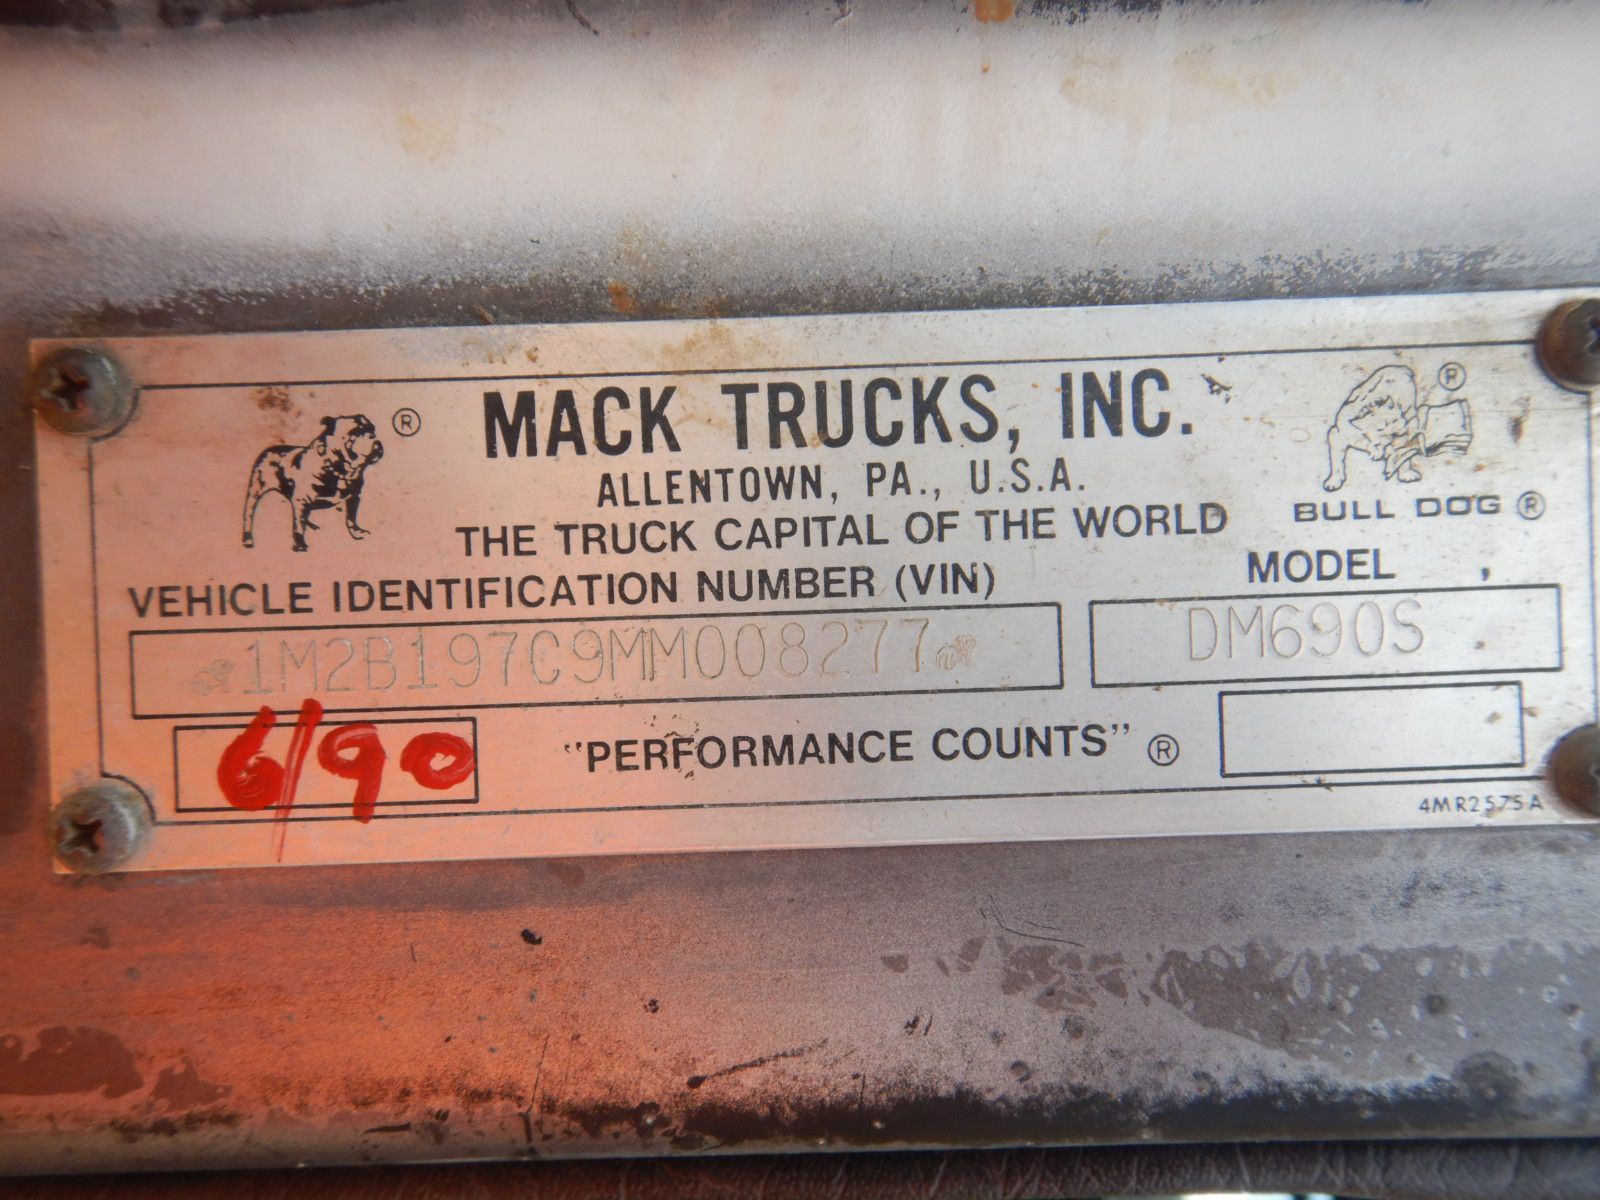 ®
MACK TRUCKS, INC.
®
ALLENTOWN, PA., U.S.A.
BULL DOG ®
THE TRUCK CAPITAL OF THE WORLD
VEHICLE IDENTIFICATION NUMBER (VIN)
MODEL
1M2B197C9MM008277
DM690S
6/90
"PERFORMANCE COUNTS" ®
4MR2575A